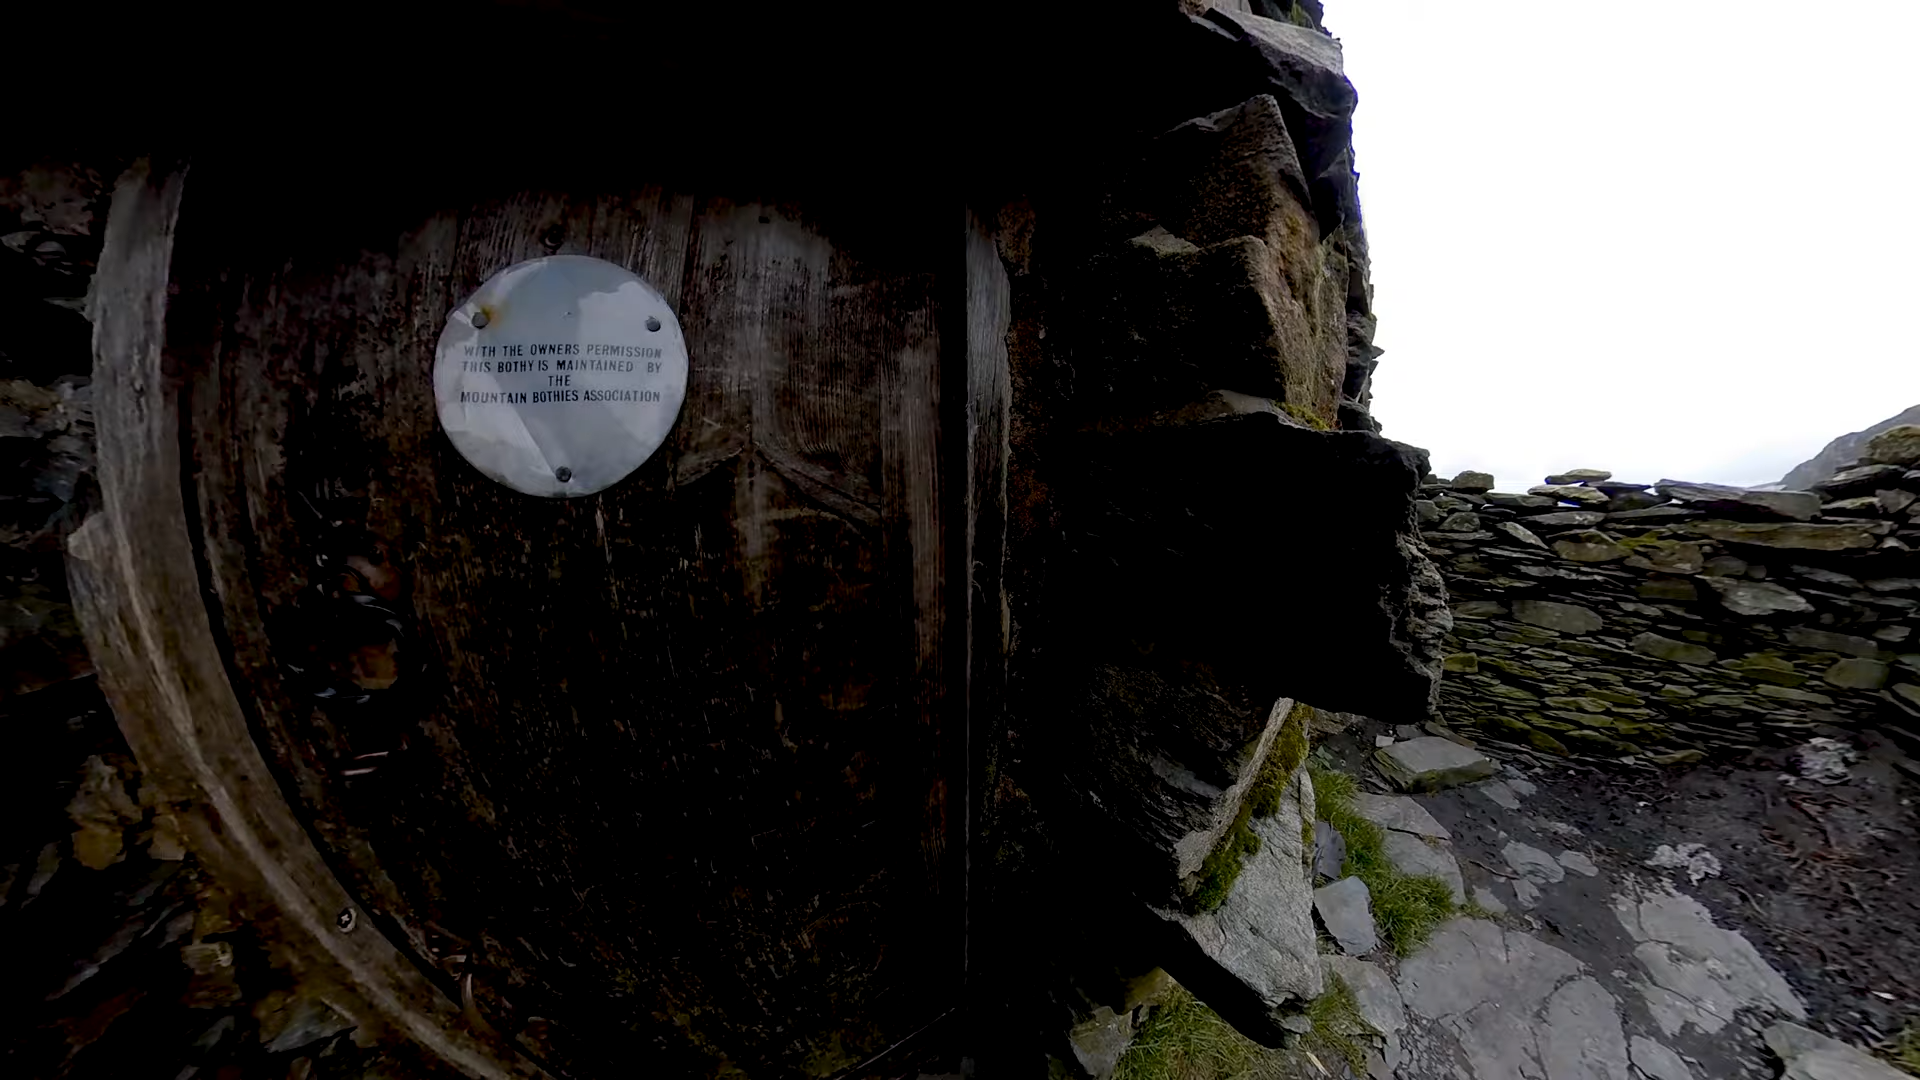 WITH THE OWNERS PERMISSION
THIS BOTHY IS MAINTAINED BY
THE
MOUNTAIN BOTHIES ASSOCIATION